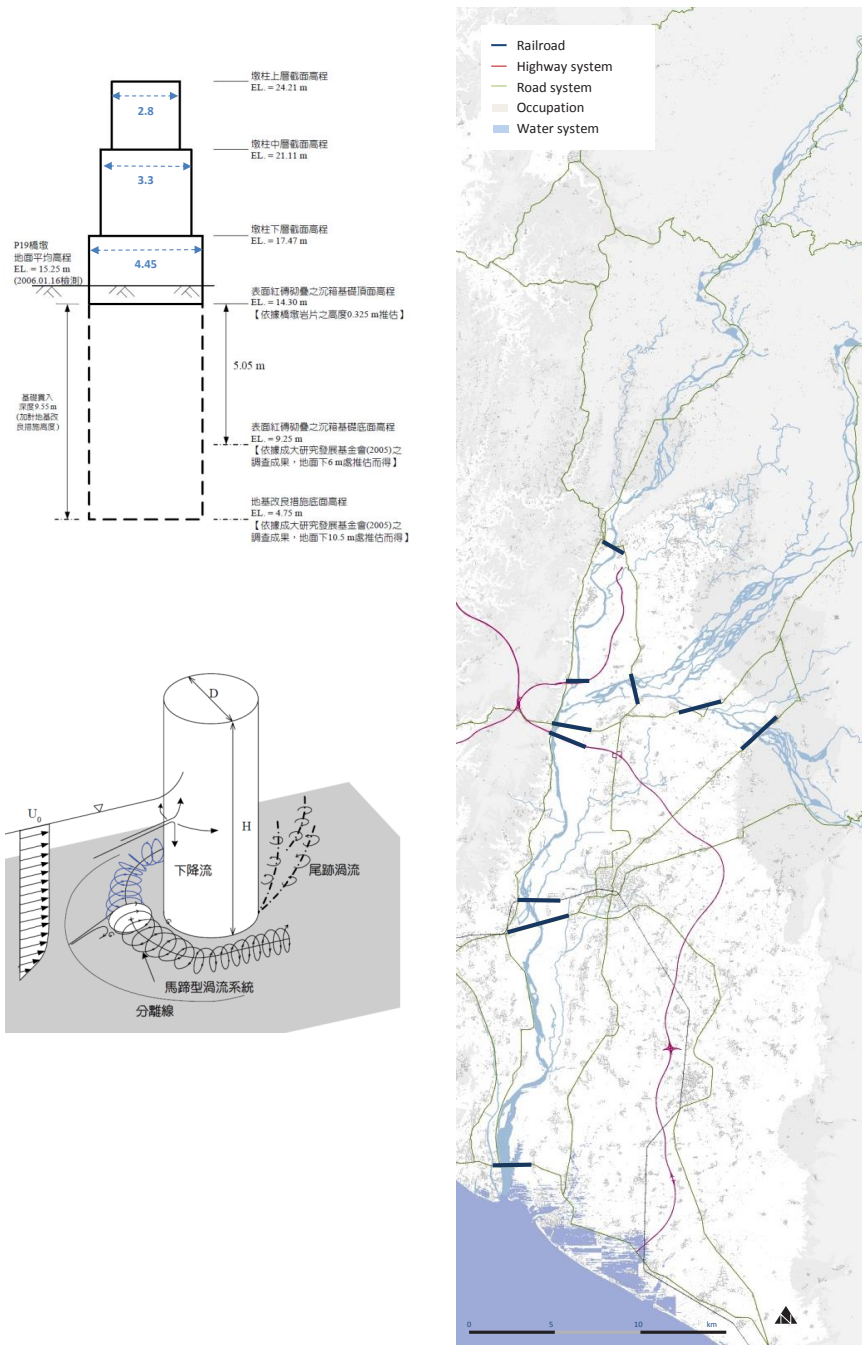 墩柱上層截面高程
EL. = 24.21 m
2.8
墩柱中層截面高程
EL. = 21.11 m
3.3
墩柱下層截面高程
EL. = 17.47 m
P19橋墩
地面平均高程
EL. = 15.25 m
(2006.01.16檢測)
4.45
表面紅磚砌疊之沉箱基礎頂面高程
EL. = 14.30 m
【依據橋墩岩片之高度0.325 m推估】
5.05 m
基礎貫入
深度9.55m
(加計地基改
良措施高度)
表面紅磚砌疊之沉箱基礎底面高程
EL. = 9.25 m
【依據成大研究發展基金會(2005)之
調查成果，地面下6 m處推估而得】
地基改良措施底面高程
EL. = 4.75 m
【依據成大研究發展基金會(2005)之
調查成果，地面下10.5 m處推估而得】
D
U₀
H
下降流
尾跡渦流
馬蹄型渦流系統
分離線
Railroad
Highway system
Road system
Occupation
Water system
0 5 10 km